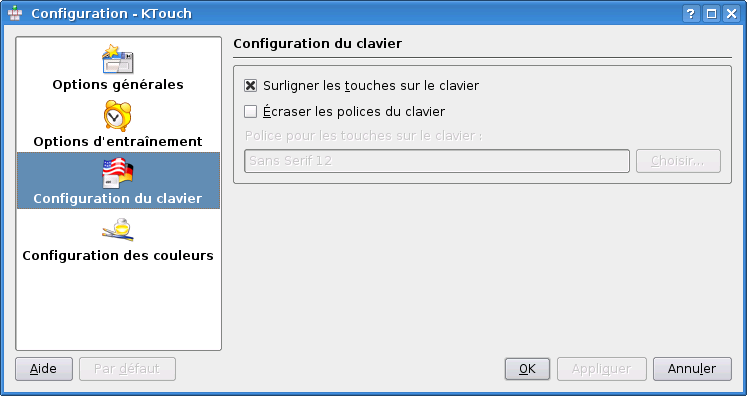 Configuration - KTouch
Options générales
Options d'entraînement
Configuration du clavier
Configuration des couleurs
Configuration du clavier
Surligner les touches sur le clavier
Écraser les polices du clavier
Police pour les touches sur le clavier :
Sans Serif 12
Choisir...
Aide
Par défaut
OK
Appliquer
Annuler